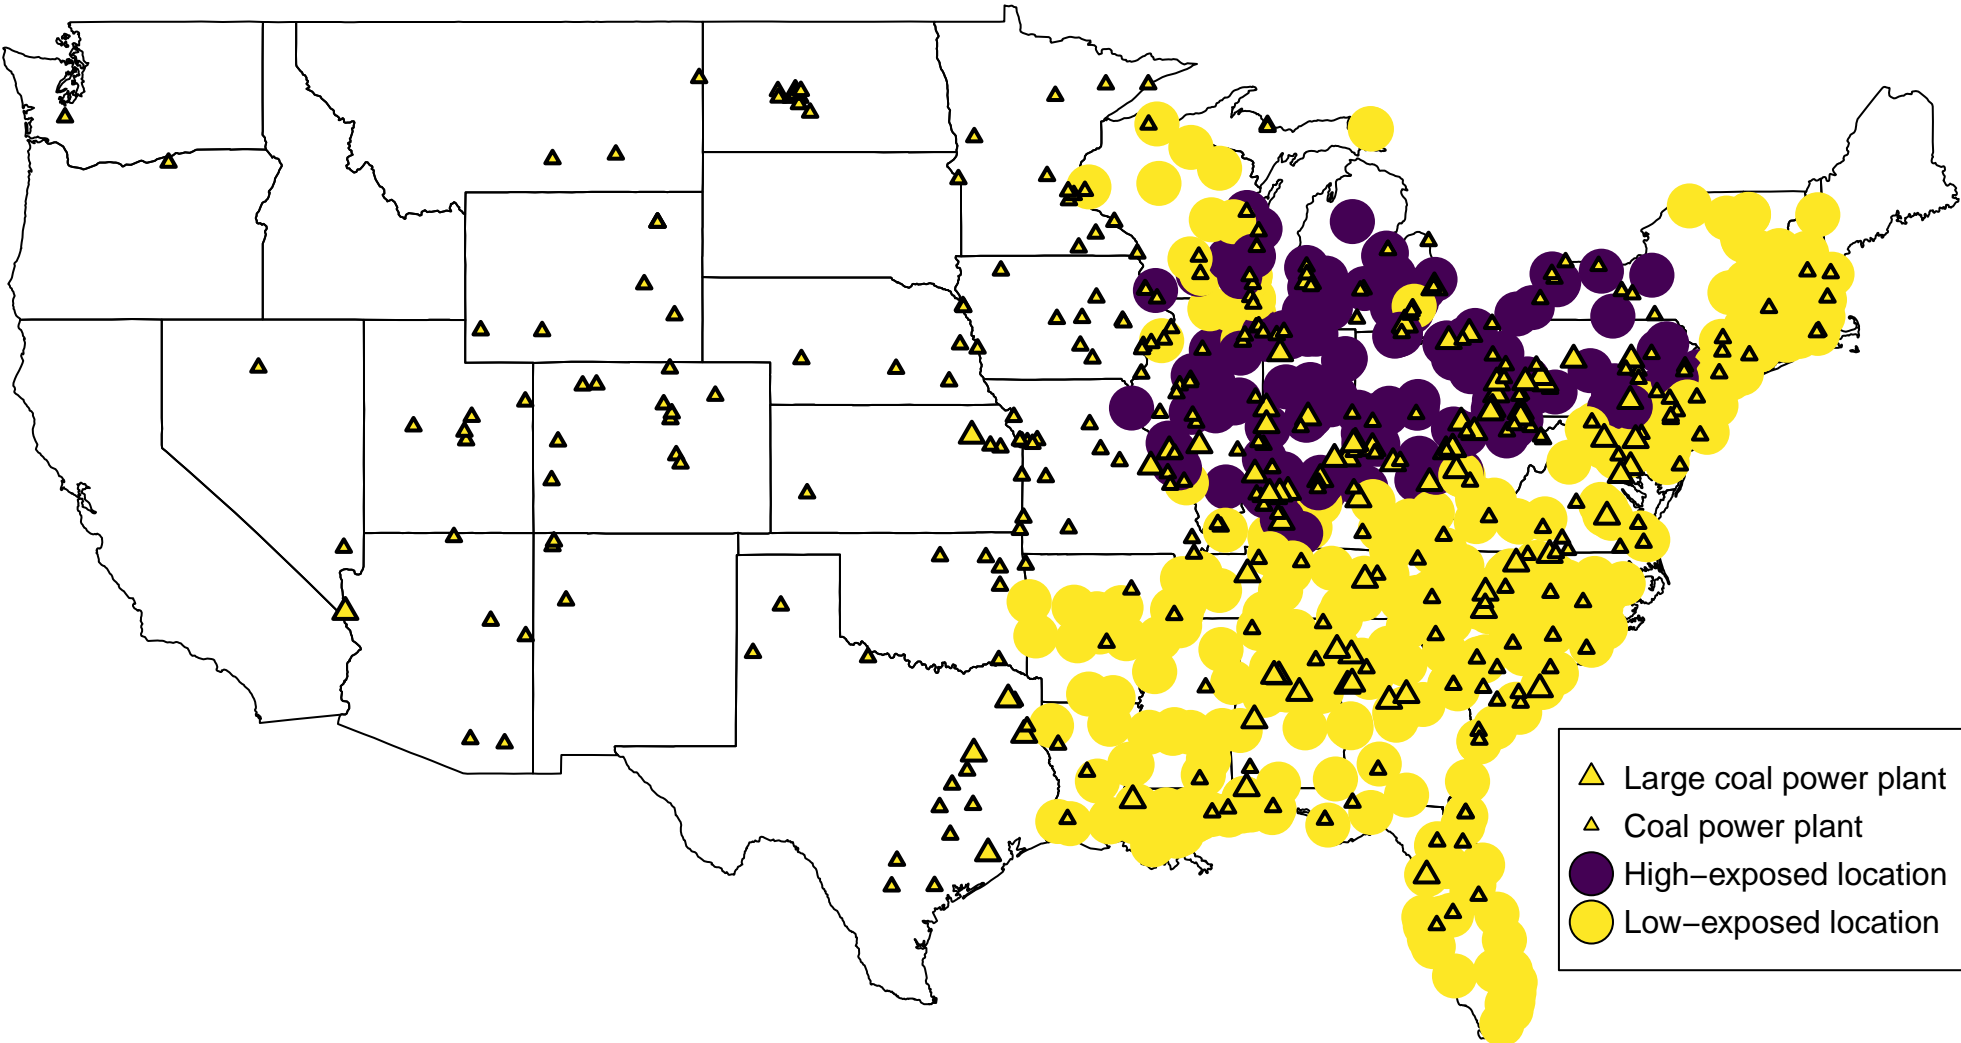 Large coal power plant
Coal power plant
High−exposed location
Low−exposed location